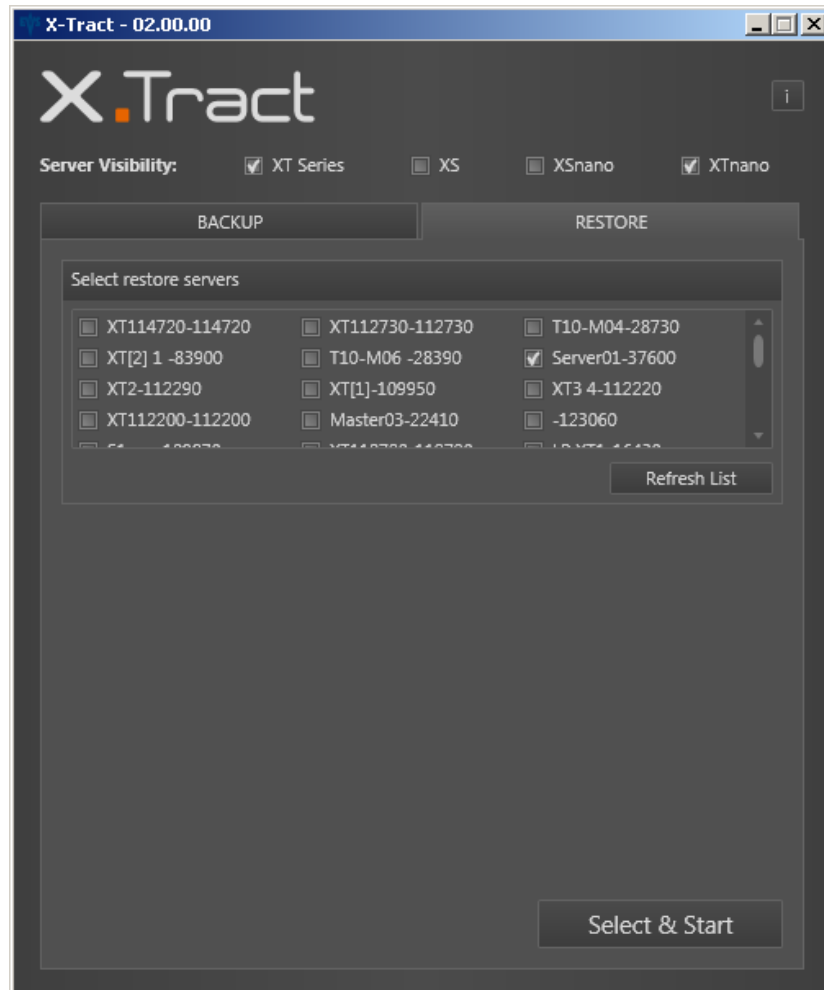 X-Tract - 02.00.00
X.Tract
i
Server Visibility: XT Series XS XSnano XTnano
BACKUP RESTORE
Select restore servers
XT114720-114720 XT112730-112730 T10-M04-28730
XT[2] 1 -83900 T10-M06 -28390 Server01-37600
XT2-112290 XT[1]-109950 XT3 4-112220
XT112200-112200 Master03-22410 -123060
Refresh List
Select & Start